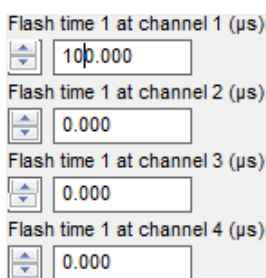 Flash time 1 at channel 1 (µs)
100.000
Flash time 1 at channel 2 (µs)
0.000
Flash time 1 at channel 3 (µs)
0.000
Flash time 1 at channel 4 (µs)
0.000